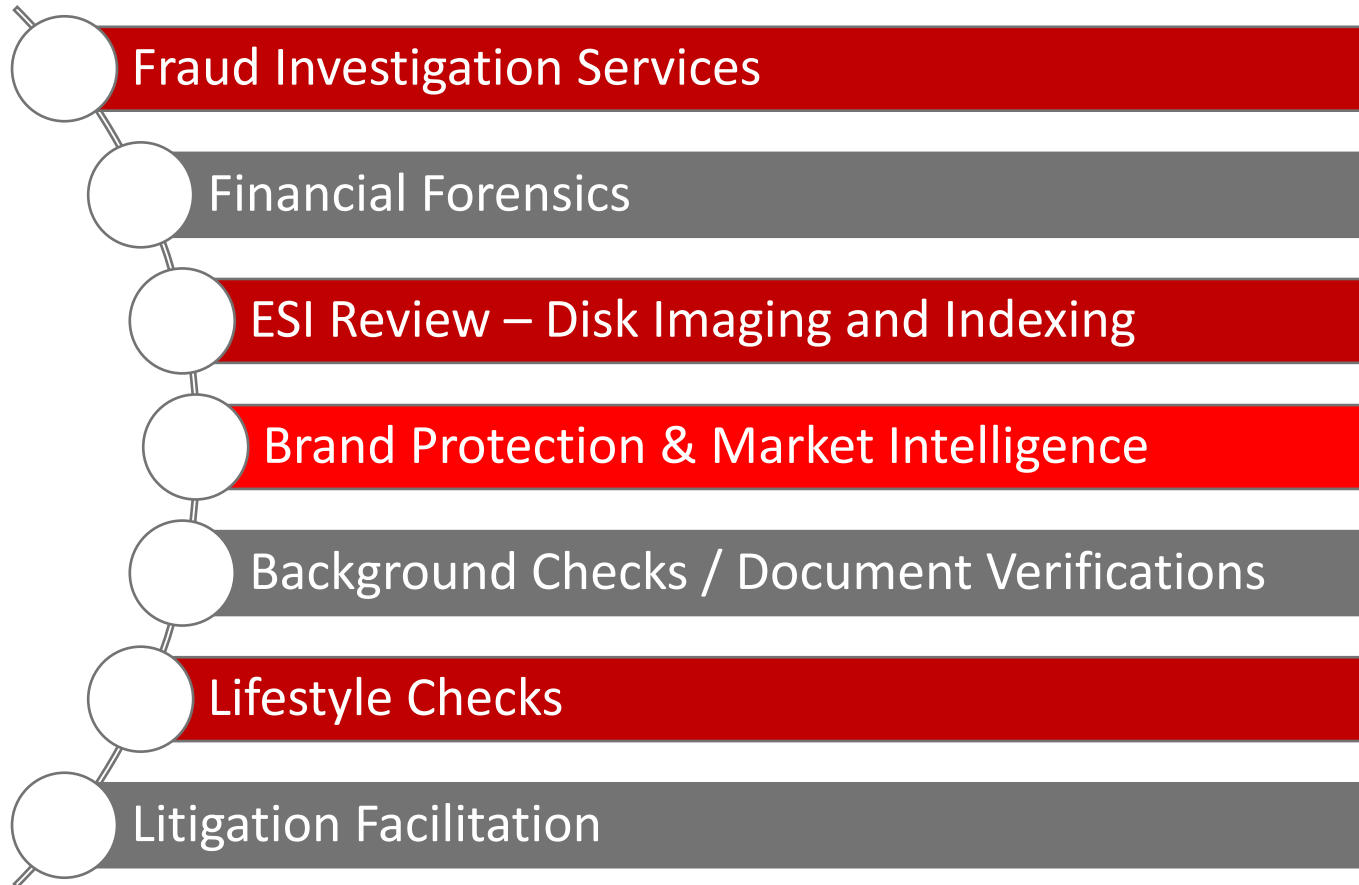 Fraud Investigation Services
Financial Forensics
ESI Review – Disk Imaging and Indexing
Brand Protection & Market Intelligence
Background Checks / Document Verifications
Lifestyle Checks
Litigation Facilitation